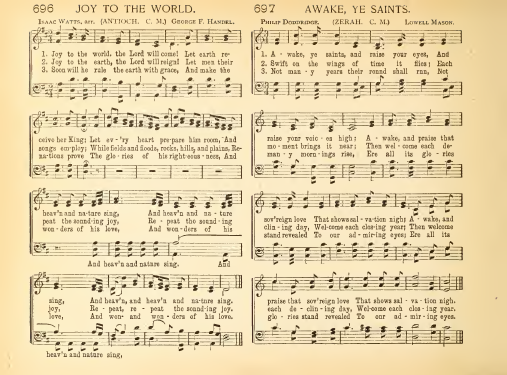 696 JOY TO THE WORLD.
ISAAC WATTS, arr. (ANTIOCH. C. M.) GEORGE F. HANDEL.
1. Joy to the world. the Lord will come! Let earth re-
2. Joy to the earth, the Lord will reign! Let men their
3. Soon will he rule the earth with grace, And make the
ceive her King; Let ev-'ry heart pre-pare him room, 'And
songs em-ploy; While fields and floods, rocks, hills, and plains, Re-
na-tions prove The glo-ries of his right-eous-ness, And
heav'n and na-ture sing, And heav'n and na-ture
peat the sound-ing joy, Re-peat the sound-ing
won-ders of his love, And won-ders of his
And heav'n and nature sing. And
sing, And heav'n, and heav'n and na-ture sing.
joy, Re-peat, re-peat the sound-ing joy.
love, And won- and won-ders of his love.
heav'n and nature sing,
697 AWAKE, YE SAINTS.
PHILIP DODDRIDGE. (ZERAH. C. M.) LOWELL MASON.
1. A-wake, ye saints, and raise your eyes, And
2. Swift on the wings of time it flies; Each
3. Not man-y years their round shall run, Not
raise your voic-es high; A-wake, and praise that
mo-ment brings it near; Then wel-come each de-
man-y morn-ings rise, Ere all its glo-ries
sov'reign love That shows sal-va-tion nigh; A-wake, and
clin-ing day, Wel-come each clos-ing year; Then welcome
stand revealed To our ad-mir-ing eyes; Ere all its
praise that sov'reign love That shows sal-va-tion nigh.
each de-clin-ing day, Wel-come each clos-ing year.
glo-ries stand revealed To our ad-mir-ing eyes.